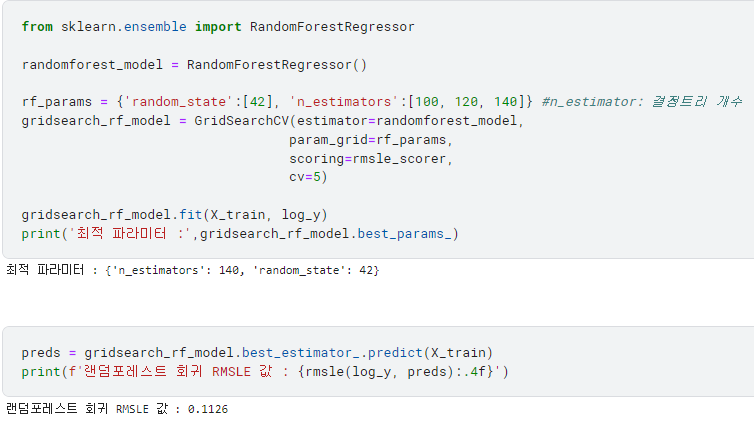 from sklearn.ensemble import RandomForestRegressor
randomforest_model = RandomForestRegressor()
rf_params = {'random_state':[42], 'n_estimators':[100, 120, 140]} #n_estimator: 결정트리 개수
gridsearch_rf_model = GridSearchCV(estimator=randomforest_model,
param_grid=rf_params,
scoring=rmsle_scorer,
cv=5)
gridsearch_rf_model.fit(X_train, log_y)
print('최적 파라미터 :',gridsearch_rf_model.best_params_)
최적 파라미터 : {'n_estimators': 140, 'random_state': 42}
preds = gridsearch_rf_model.best_estimator_.predict(X_train)
print(f'랜덤포레스트 회귀 RMSLE 값 : {rmsle(log_y, preds):.4f}')
랜덤포레스트 회귀 RMSLE 값 : 0.1126